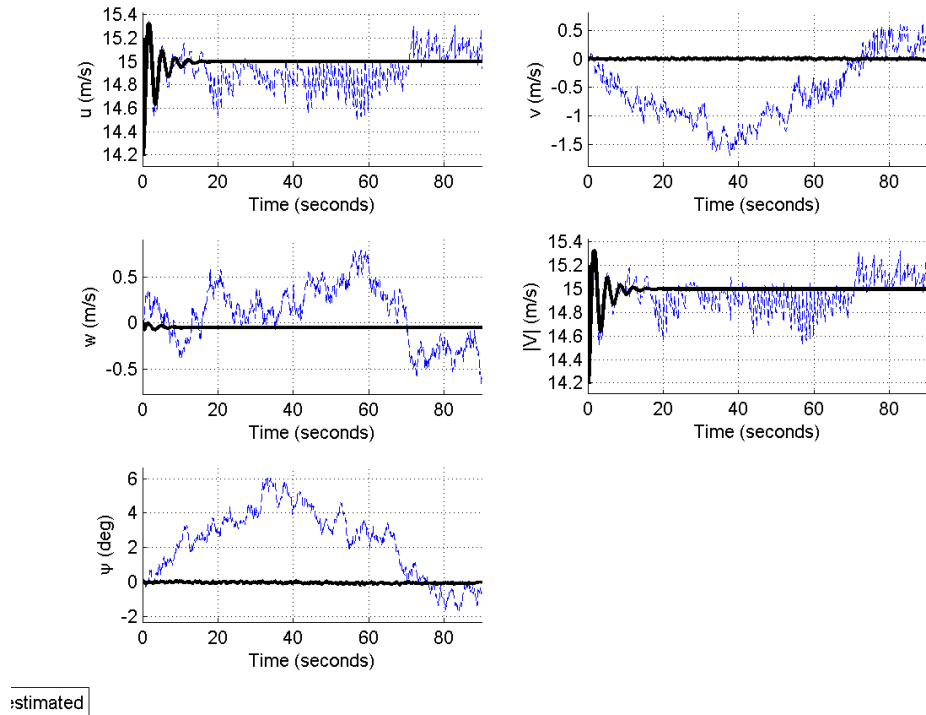 15.4
15.2
15
14.8
14.6
14.4
14.2
u (m/s)
0 20 40 60 80
Time (seconds)
0.5
0
-0.5
-1
-1.5
v (m/s)
0 20 40 60 80
Time (seconds)
0.5
0
-0.5
w (m/s)
0 20 40 60 80
Time (seconds)
15.4
15.2
15
14.8
14.6
14.4
14.2
|V| (m/s)
0 20 40 60 80
Time (seconds)
6
4
2
0
-2
ψ (deg)
0 20 40 60 80
Time (seconds)
estimated